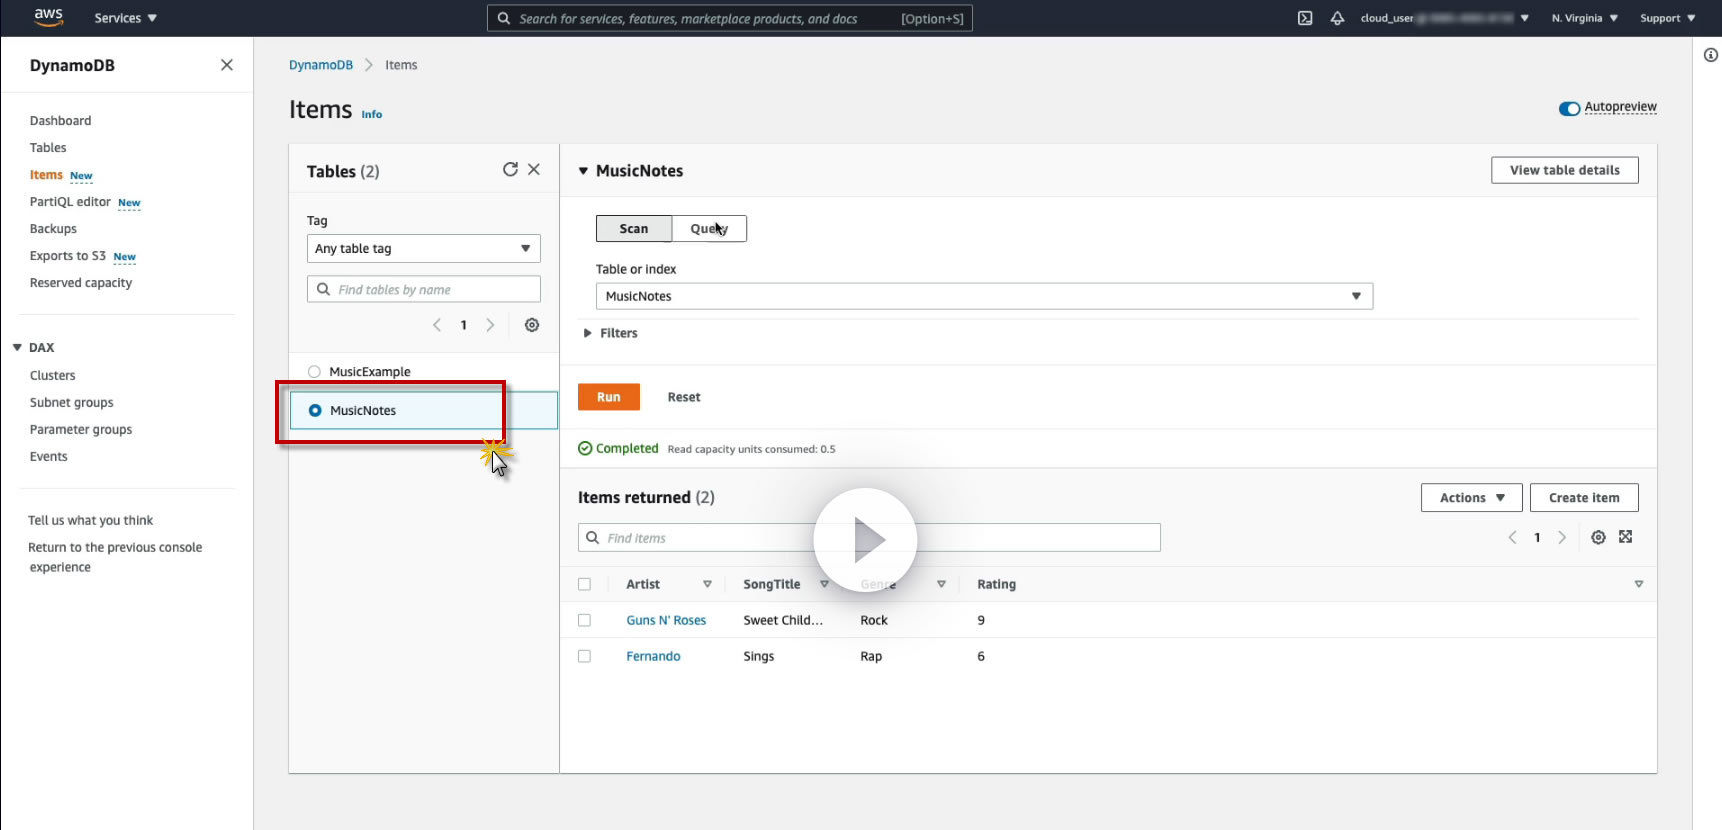 aws Services Search for services, features, marketplace products, and docs [Option+S] cloud_user N. Virginia Support
DynamoDB
Dashboard
Tables
Items New
PartiQL editor New
Backups
Exports to S3 New
Reserved capacity
DAX
Clusters
Subnet groups
Parameter groups
Events
Tell us what you think
Return to the previous console
experience
DynamoDB Items
Items Info
Autopreview
Tables (2)
Tag
Any table tag
Find tables by name
1
MusicExample
MusicNotes
MusicNotes
View table details
Scan Query
Table or index
MusicNotes
Filters
Run Reset
Completed Read capacity units consumed: 0.5
Items returned (2)
Actions Create item
Find items
1
Artist SongTitle Genre Rating
Guns N' Roses Sweet Child... Rock 9
Fernando Sings Rap 6